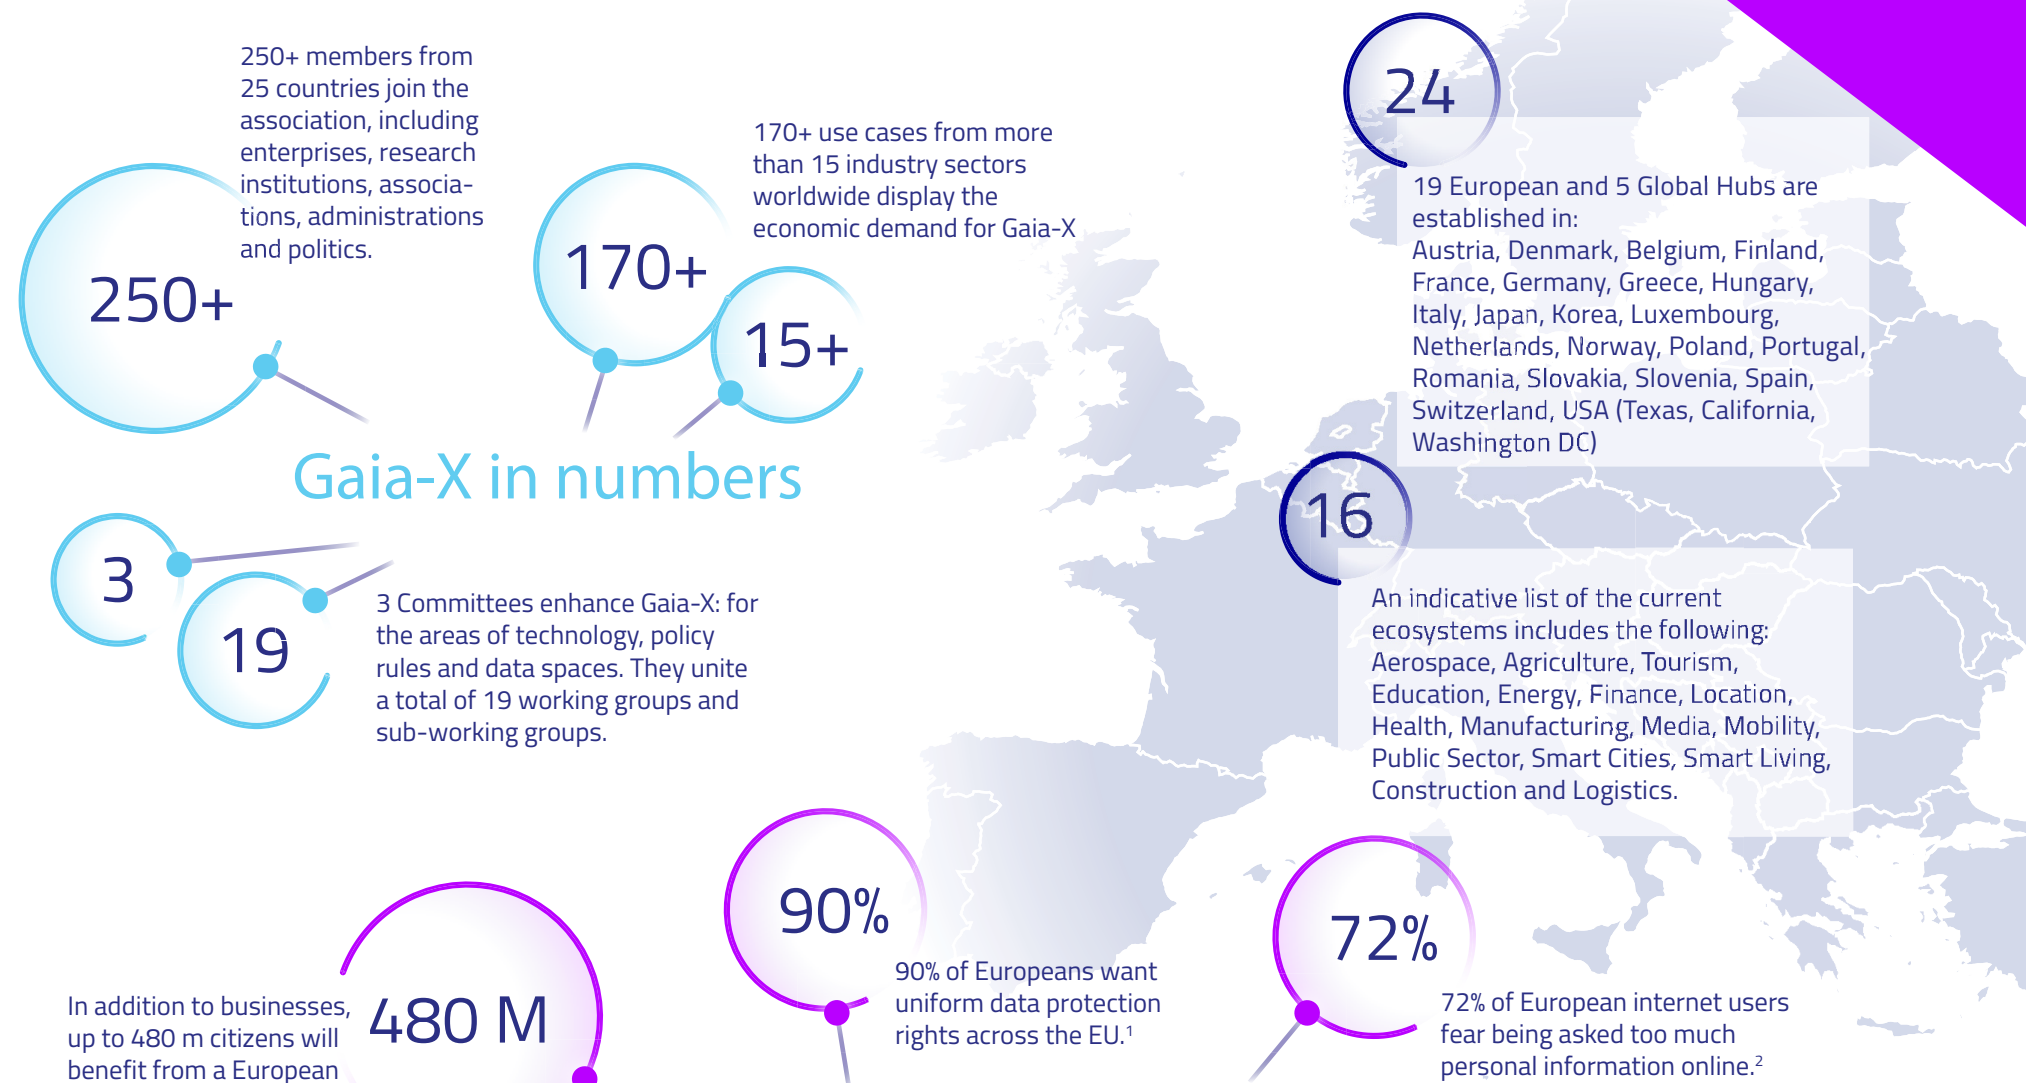 250+ members from
25 countries join the
association, including
enterprises, research
institutions, associa-
tions, administrations
and politics.
250+
170+ use cases from more
than 15 industry sectors
worldwide display the
economic demand for Gaia-X
170+
15+
Gaia-X in numbers
3
19
3 Committees enhance Gaia-X: for
the areas of technology, policy
rules and data spaces. They unite
a total of 19 working groups and
sub-working groups.
24
19 European and 5 Global Hubs are
established in:
Austria, Denmark, Belgium, Finland,
France, Germany, Greece, Hungary,
Italy, Japan, Korea, Luxembourg,
Netherlands, Norway, Poland, Portugal,
Romania, Slovakia, Slovenia, Spain,
Switzerland, USA (Texas, California,
Washington DC)
16
An indicative list of the current
ecosystems includes the following:
Aerospace, Agriculture, Tourism,
Education, Energy, Finance, Location,
Health, Manufacturing, Media, Mobility,
Public Sector, Smart Cities, Smart Living,
Construction and Logistics.
480 M
In addition to businesses,
up to 480 m citizens will
benefit from a European
90%
90% of Europeans want
uniform data protection
rights across the EU.¹
72%
72% of European internet users
fear being asked too much
personal information online.²